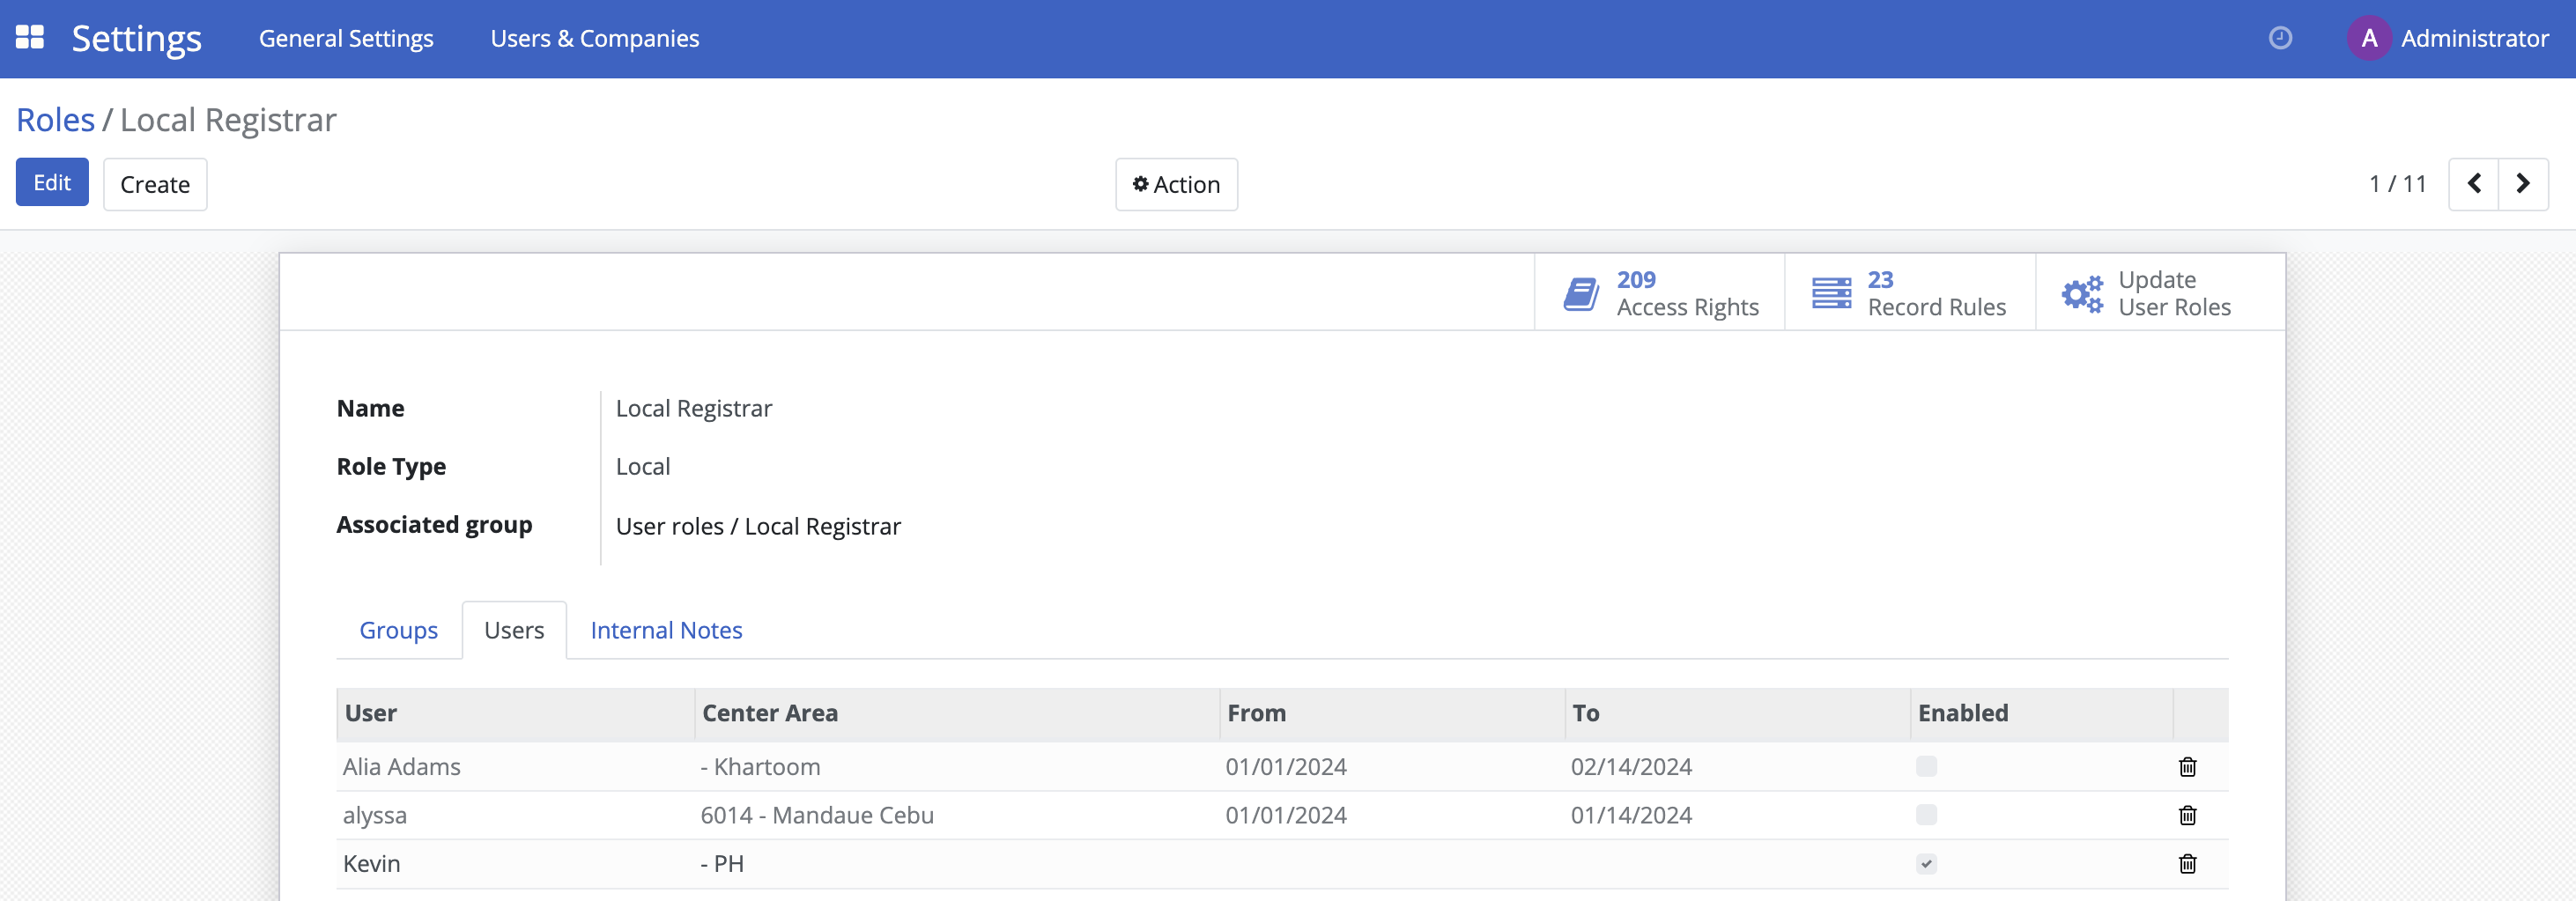 Settings General Settings Users & Companies A Administrator
Roles / Local Registrar
Edit Create Action 1 / 11
209 Access Rights
23 Record Rules
Update User Roles
Name Local Registrar
Role Type Local
Associated group User roles / Local Registrar
Groups Users Internal Notes
User Center Area From To Enabled
Alia Adams - Khartoom 01/01/2024 02/14/2024
alyssa 6014 - Mandaue Cebu 01/01/2024 01/14/2024
Kevin - PH